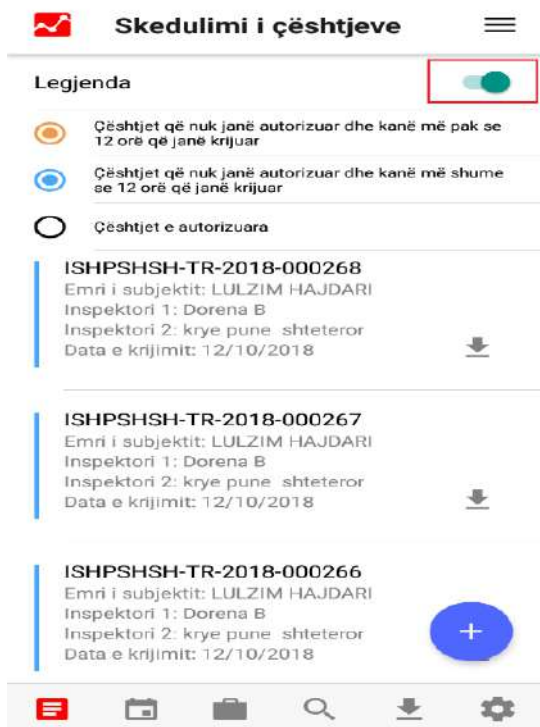 Skedulimi i çështjeve
Legjenda
Çështjet që nuk janë autorizuar dhe kanë më pak se
12 orë që janë krijuar
Çështjet që nuk janë autorizuar dhe kanë më shume
se 12 orë që janë krijuar
Çështjet e autorizuara
ISHPSHSH-TR-2018-000268
Emri i subjektit: LULZIM HAJDARI
Inspektori 1: Dorena B
Inspektori 2: krye pune shteteror
Data e krijimit: 12/10/2018
ISHPSHSH-TR-2018-000267
Emri i subjektit: LULZIM HAJDARI
Inspektori 1: Dorena B
Inspektori 2: krye pune shteteror
Data e krijimit: 12/10/2018
ISHPSHSH-TR-2018-000266
Emri i subjektit: LULZIM HAJDARI
Inspektori 1: Dorena B
Inspektori 2: krye pune shteteror
Data e krijimit: 12/10/2018